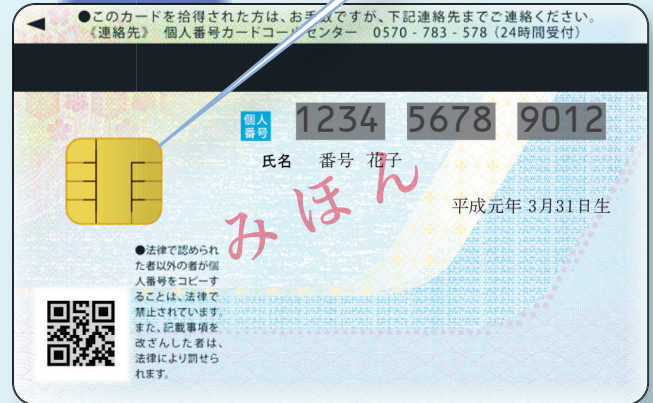 ●このカードを拾得された方は、お手数ですが、下記連絡先までご連絡ください。
《連絡先》 個人番号カードコールセンター 0570-783-578（24時間受付）
個人番号 1234 5678 9012
氏名 番号 花子
平成元年 3月31日生
みほん
●法律で認められ
た者以外の者が個
人番号をコピーす
ることは、法律で
禁止されています。
また、記載事項を
改ざんした者は、
法律により罰せら
れます。